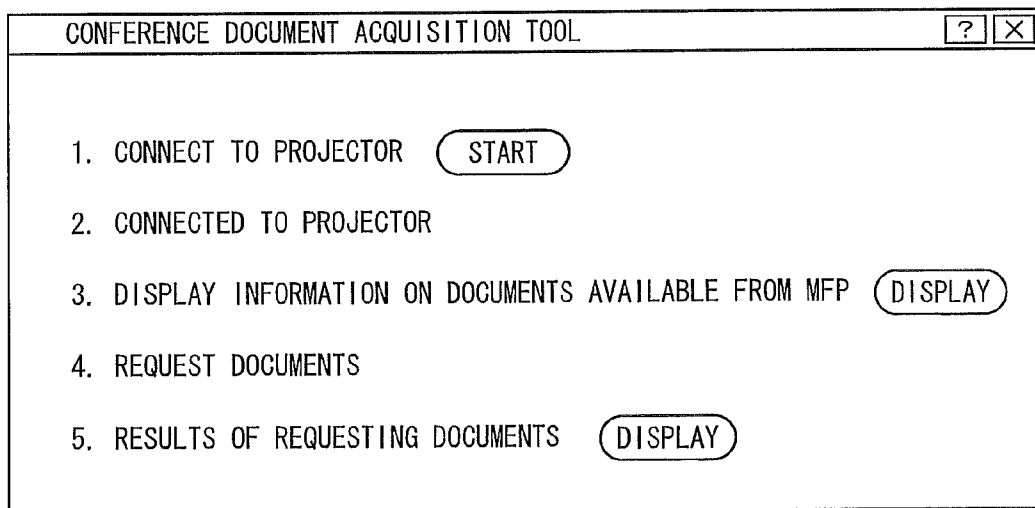 CONFERENCE DOCUMENT ACQUISITION TOOL ? X
1. CONNECT TO PROJECTOR START
2. CONNECTED TO PROJECTOR
3. DISPLAY INFORMATION ON DOCUMENTS AVAILABLE FROM MFP DISPLAY
4. REQUEST DOCUMENTS
5. RESULTS OF REQUESTING DOCUMENTS DISPLAY